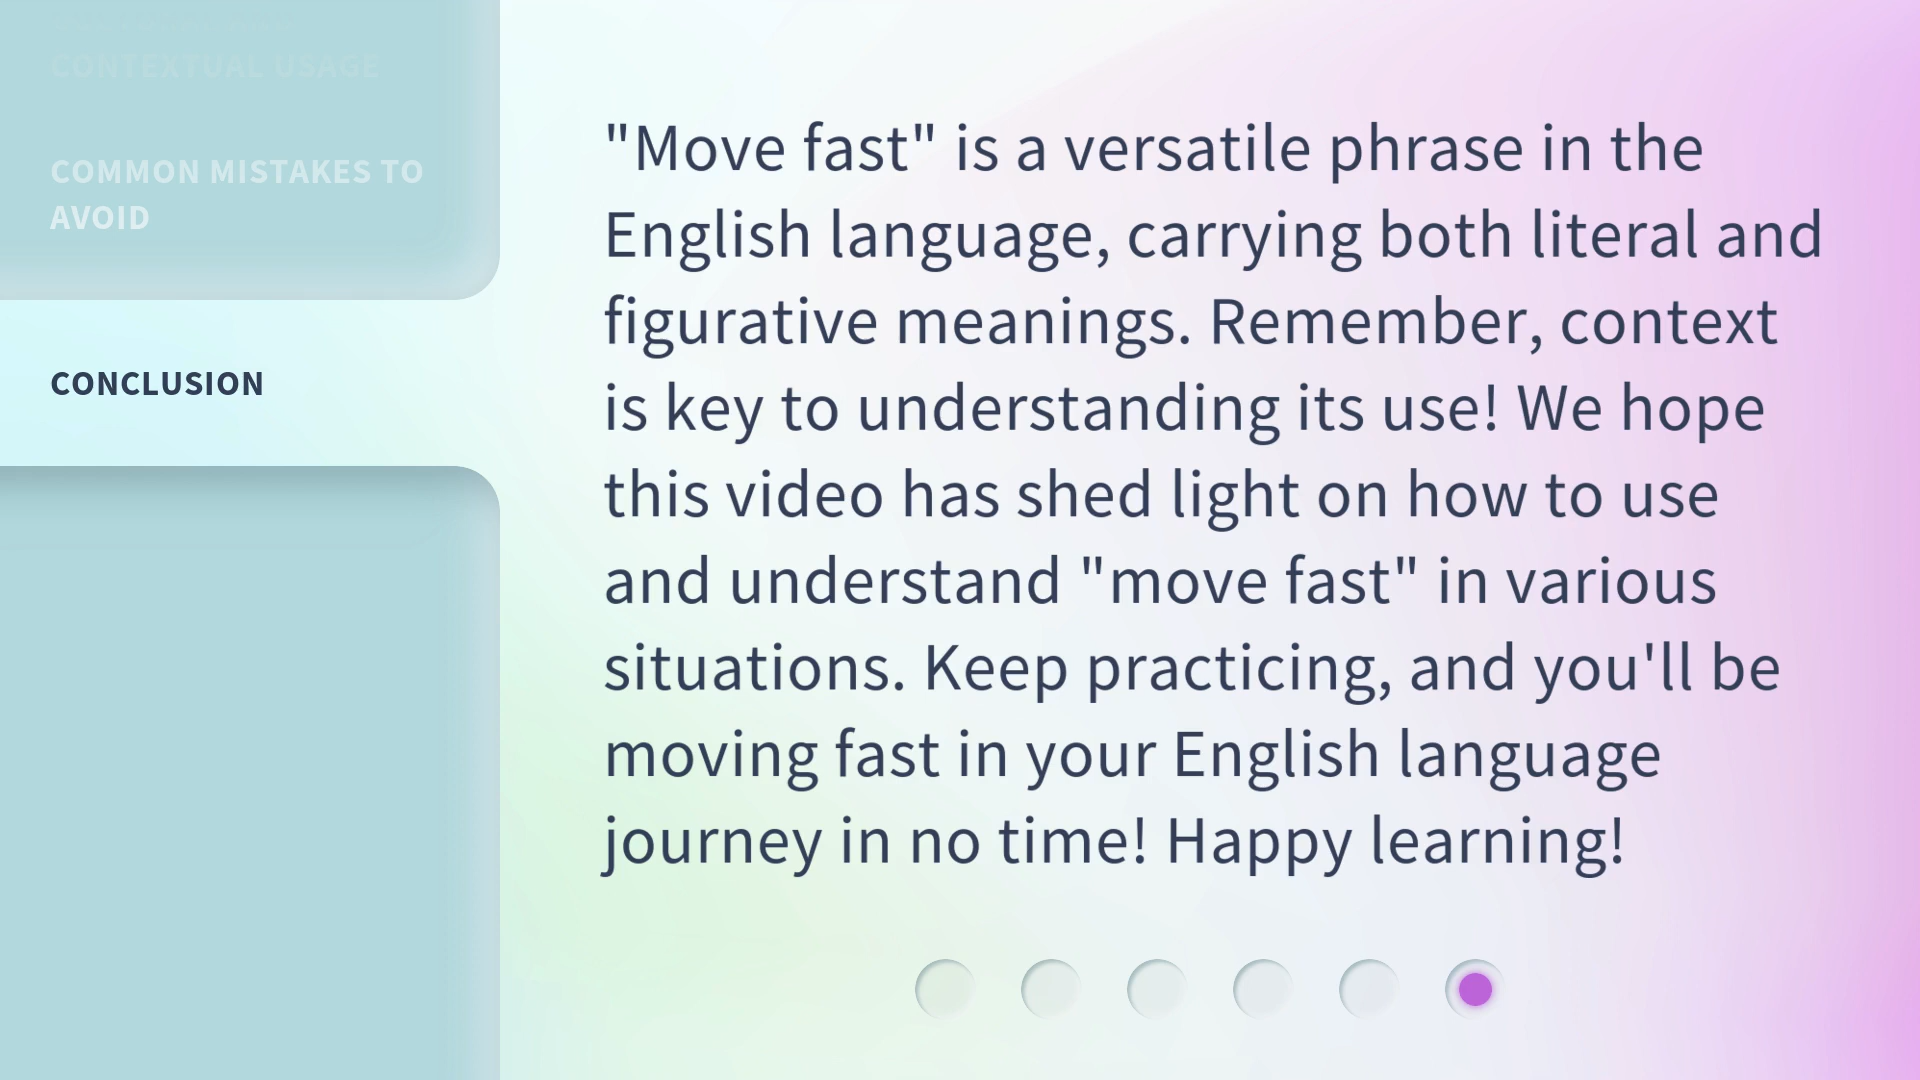 CONTEXTUAL USAGE
COMMON MISTAKES TO
AVOID
CONCLUSION
"Move fast" is a versatile phrase in the
English language, carrying both literal and
figurative meanings. Remember, context
is key to understanding its use! We hope
this video has shed light on how to use
and understand "move fast" in various
situations. Keep practicing, and you'll be
moving fast in your English language
journey in no time! Happy learning!